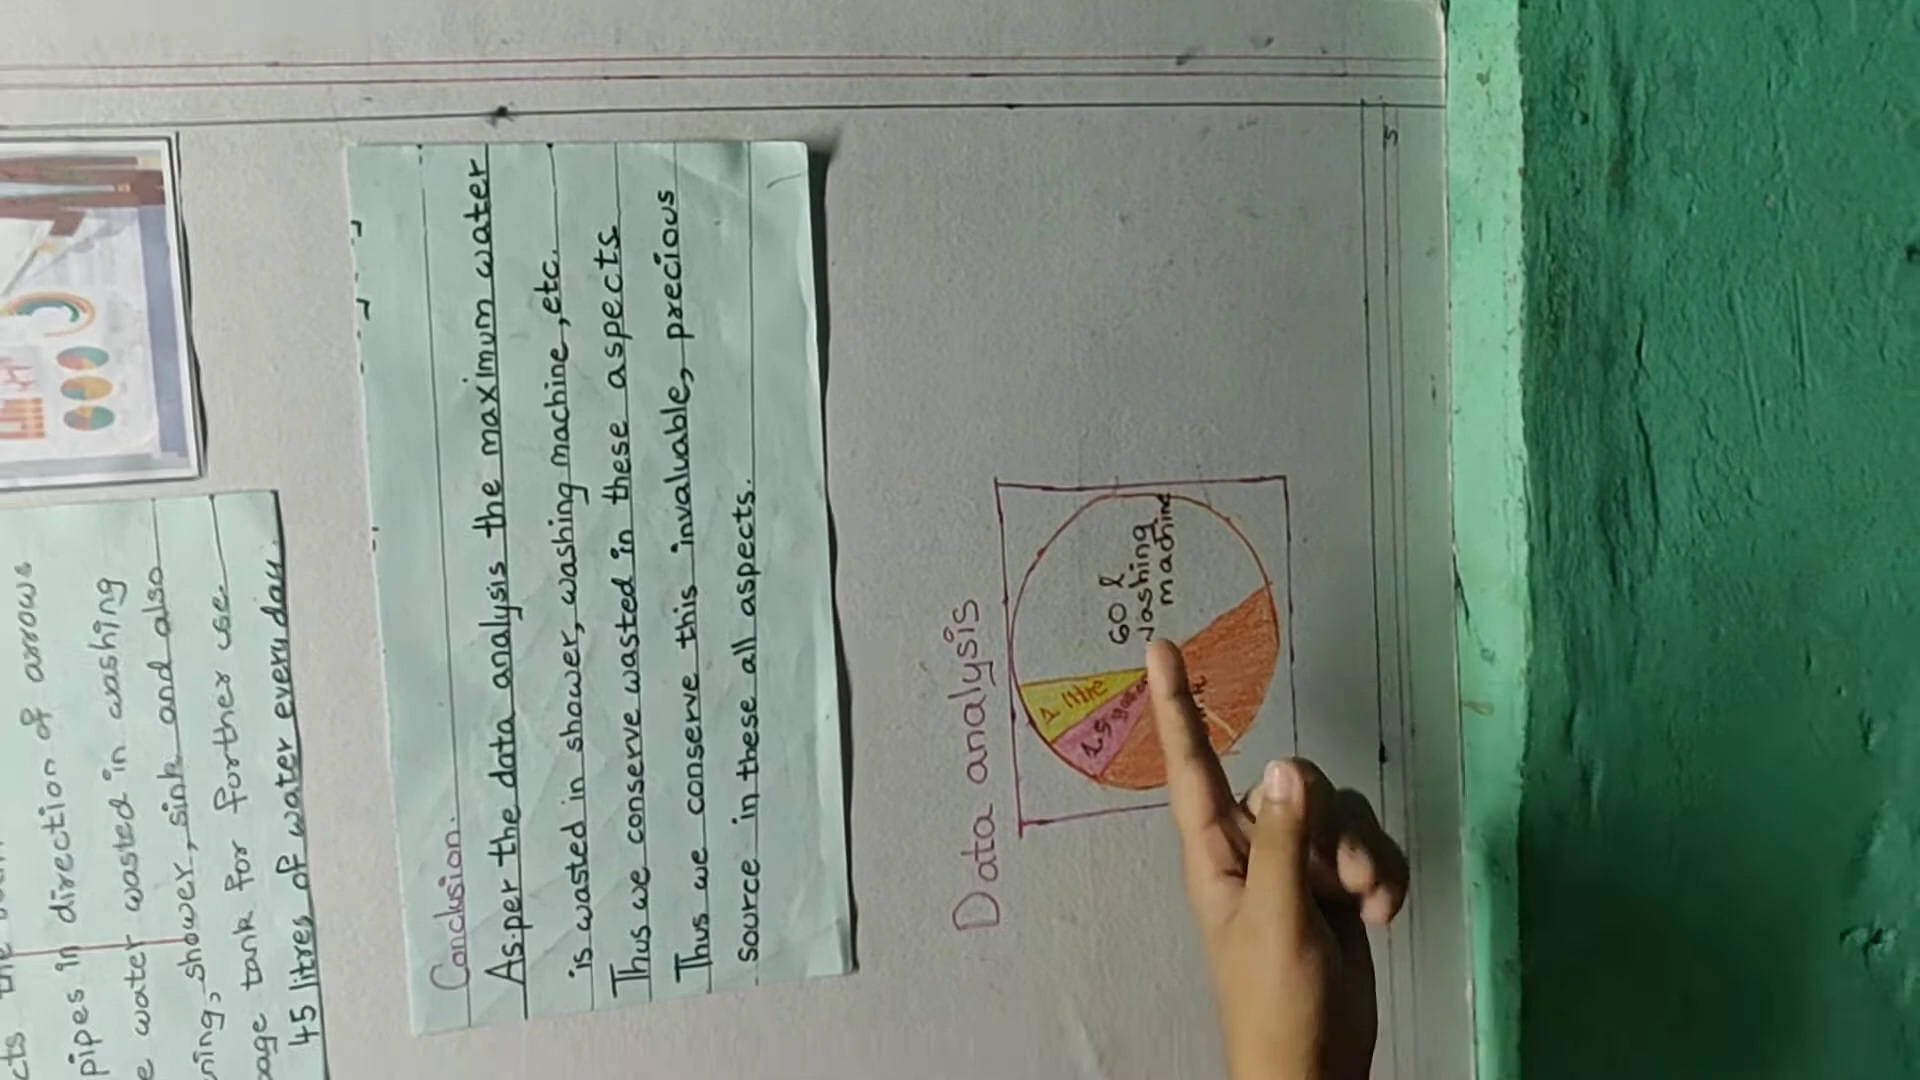 pipes in direction of arrows
water wasted in washing
shower, sink and also
tank for further use
45 litres of water every day.
Conclusion.
As per the data analysis the maximum water
is wasted in shower, washing machine, etc.
Thus we conserve wasted in these aspects
Thus we conserve this invaluable, precious
source in these all aspects.
Data analysis
1 litre
1.5
60 l
washing
machine